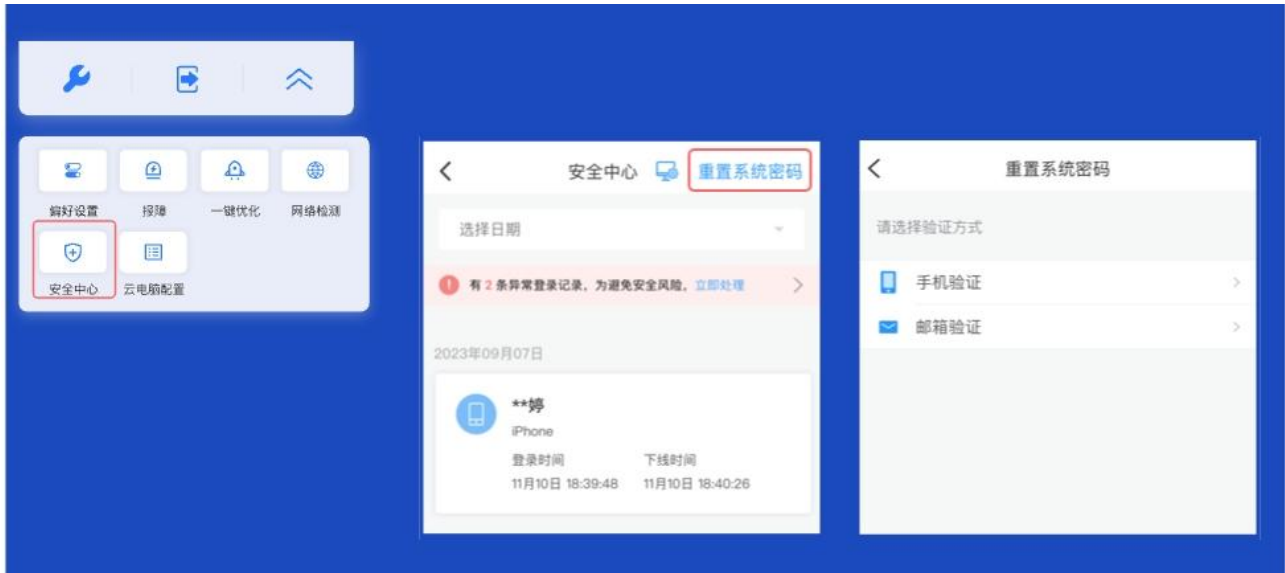 偏好设置
报障
一键优化
网络检测
安全中心
云电脑配置
安全中心
重置系统密码
选择日期
有 2 条异常登录记录，为避免安全风险，立即处理
2023年09月07日
**婷
iPhone
登录时间 下线时间
11月10日 18:39:48 11月10日 18:40:26
重置系统密码
请选择验证方式
手机验证
邮箱验证